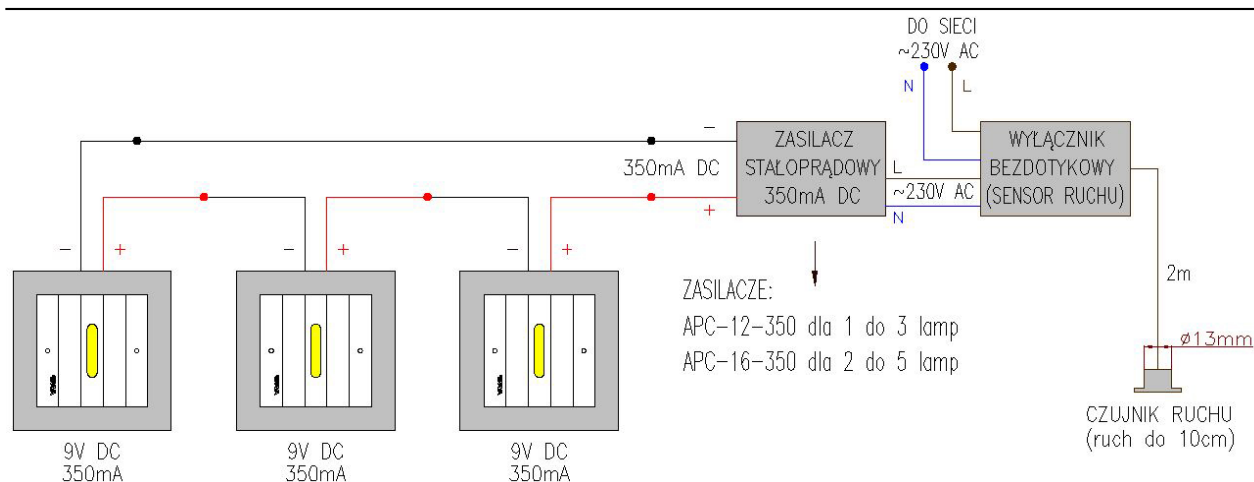 DO SIECI
~230V AC
N
L
−
350mA DC
+
ZASILACZ
STAŁOPRĄDOWY
350mA DC
L
~230V AC
N
WYŁĄCZNIK
BEZDOTYKOWY
(SENSOR RUCHU)
−
+
−
+
−
+
2m
ZASILACZE:
APC-12-350 dla 1 do 3 lamp
APC-16-350 dla 2 do 5 lamp
ø13mm
CZUJNIK RUCHU
(ruch do 10cm)
9V DC
350mA
9V DC
350mA
9V DC
350mA